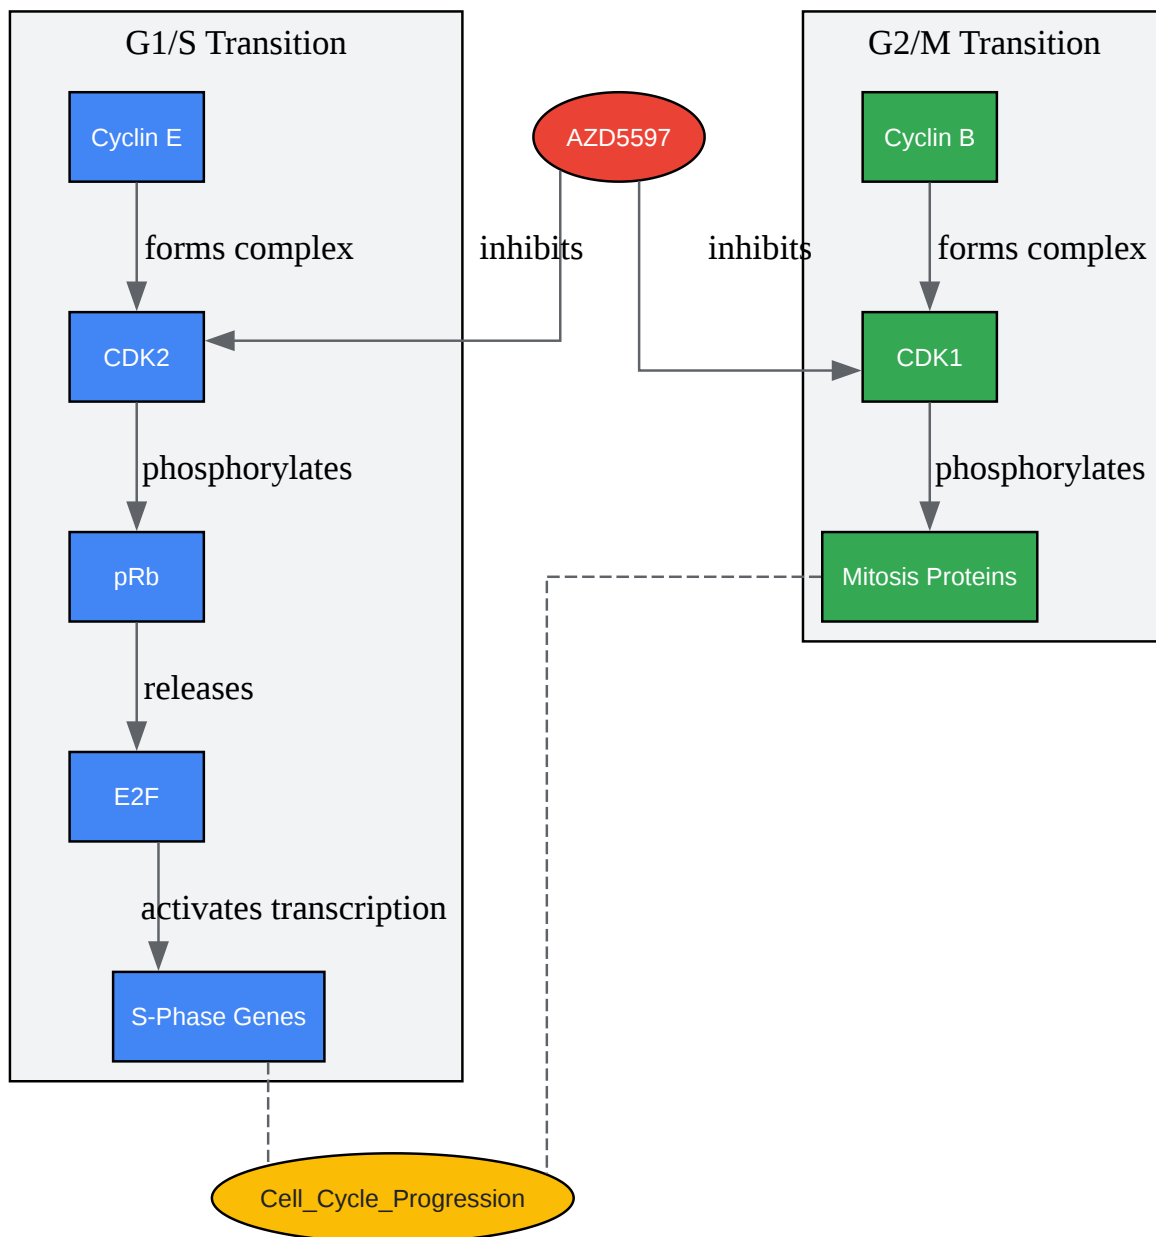 G1/S Transition
G2/M Transition
Cyclin E
AZD5597
Cyclin B
forms complex
inhibits
inhibits
forms complex
CDK2
CDK1
phosphorylates
phosphorylates
pRb
Mitosis Proteins
releases
E2F
activates transcription
S-Phase Genes
Cell_Cycle_Progression